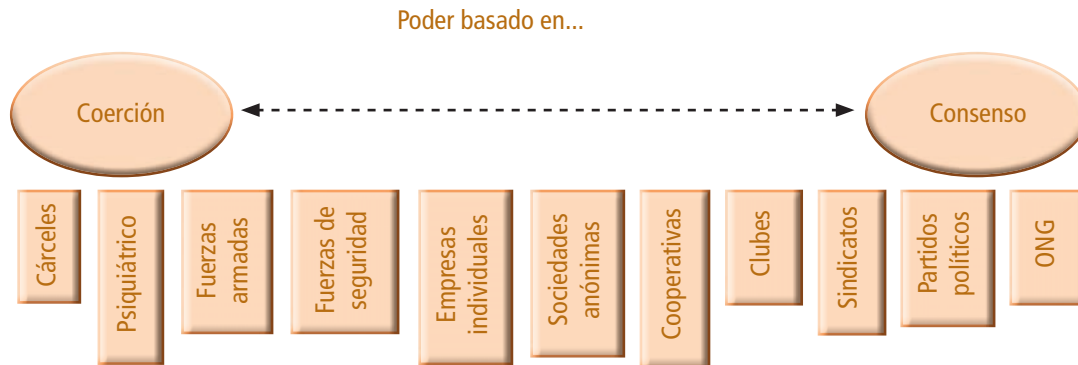 Poder basado en...
Coerción
Consenso
Cárceles
Psiquiátrico
Fuerzas
armadas
Fuerzas de
seguridad
Empresas
individuales
Sociedades
anónimas
Cooperativas
Clubes
Sindicatos
Partidos
políticos
ONG